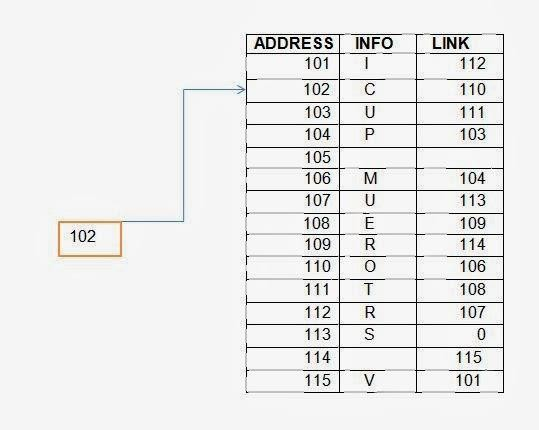 ADDRESS INFO LINK
101 I 112
102 C 110
103 U 111
104 P 103
105
106 M 104
107 U 113
102
108 E 109
109 R 114
110 O 106
111 T 108
112 R 107
113 S 0
114 115
115 V 101